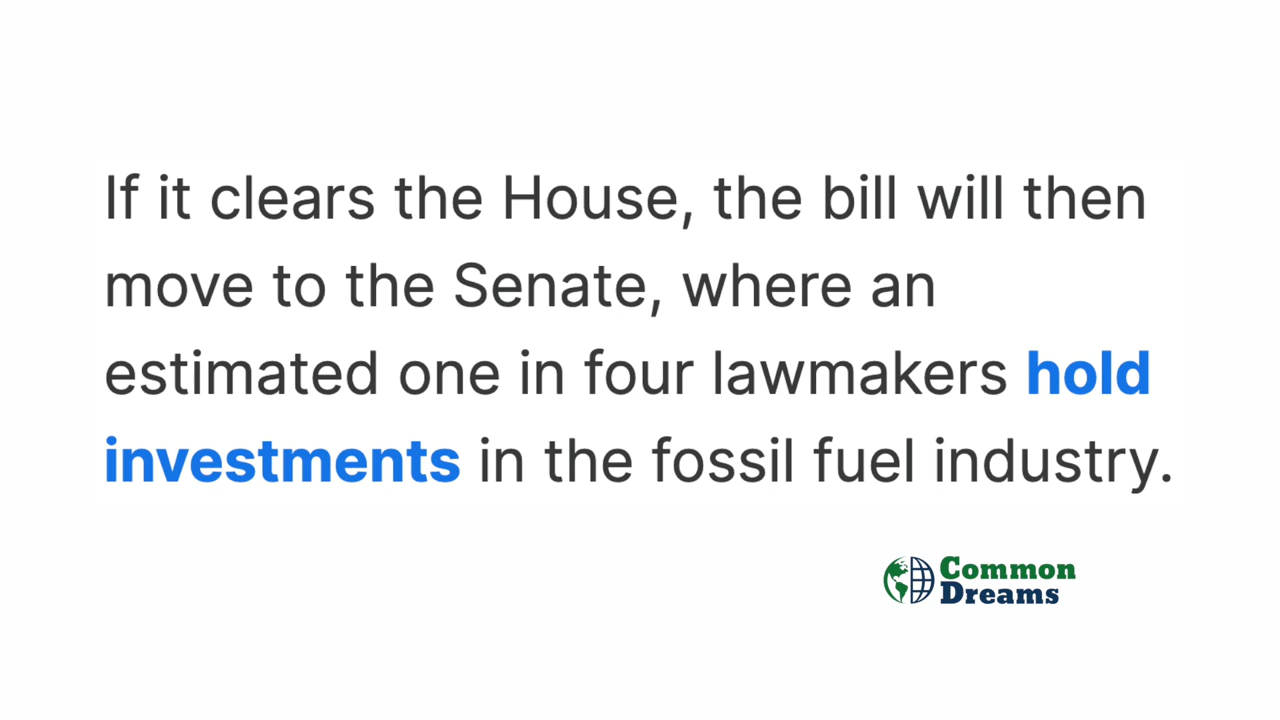 If it clears the House, the bill will then
move to the Senate, where an
estimated one in four lawmakers hold
investments in the fossil fuel industry.
Common
Dreams